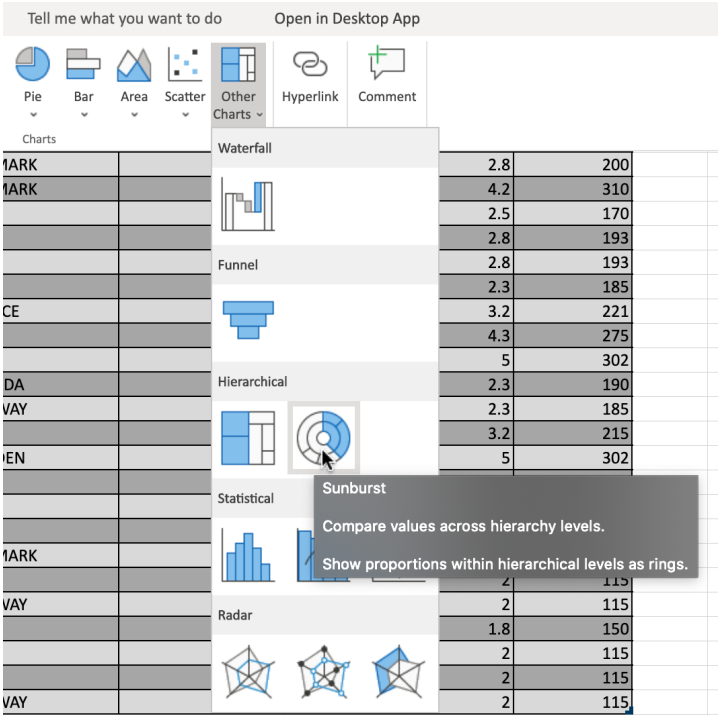 Tell me what you want to do Open in Desktop App
Pie Bar Area Scatter Other Charts Hyperlink Comment
Charts
Waterfall
MARK 2.8 200
MARK 4.2 310
2.5 170
2.8 193
Funnel
2.8 193
2.3 185
CE 3.2 221
4.3 275
5 302
Hierarchical
DA 2.3 190
WAY 2.3 185
3.2 215
DEN 5 302
Sunburst
Statistical
Compare values across hierarchy levels.
Show proportions within hierarchical levels as rings.
MARK
2 115
WAY 2 115
Radar
1.8 150
2 115
2 115
WAY 2 115